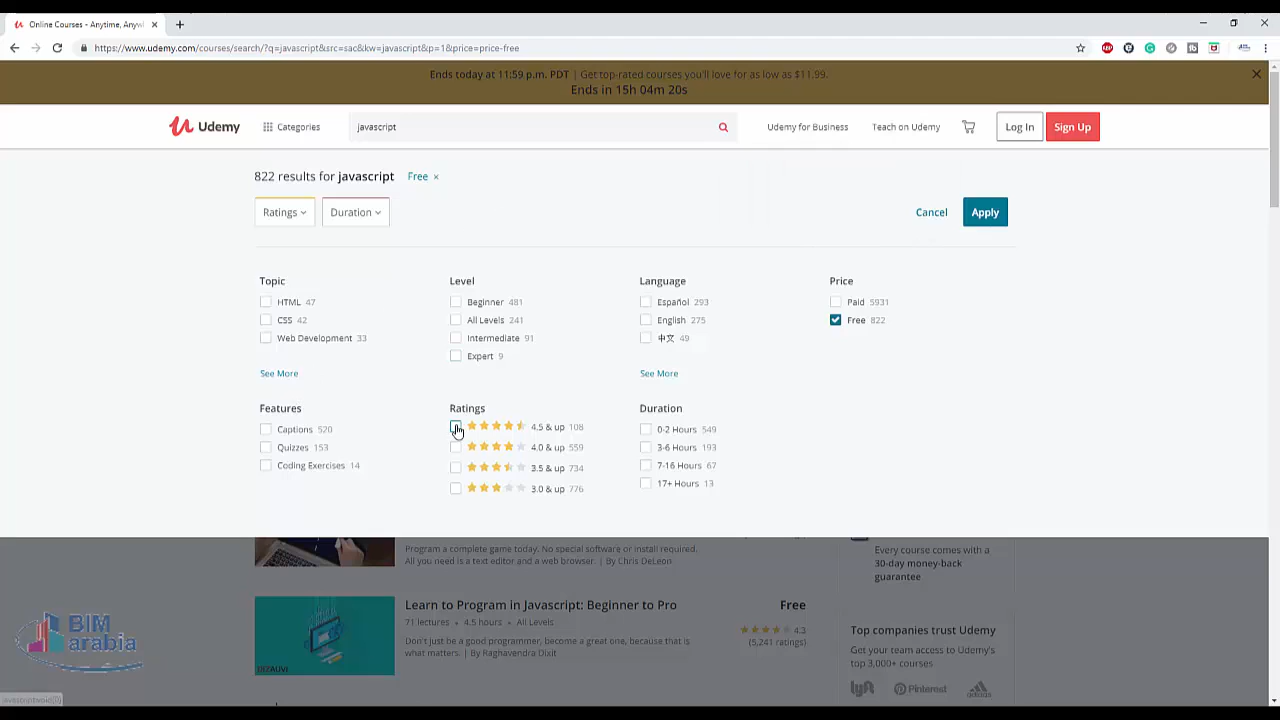 Online Courses - Anytime, Anyw
https://www.udemy.com/courses/search/?q=javascript&src=sac&kw=javascript&p=1&price=price-free
Ends today at 11:59 p.m. PDT | Get top-rated courses you'll love for as low as $11.99.
Ends in 15h 04m 20s
Udemy
Categories
javascript
Udemy for Business
Teach on Udemy
Log In
Sign Up
822 results for javascript
Free ×
Ratings
Duration
Cancel
Apply
Topic
HTML 47
CSS 42
Web Development 33
See More
Level
Beginner 481
All Levels 241
Intermediate 91
Expert 9
Language
Español 293
English 275
中文 49
See More
Price
Paid 5931
Free 822
Features
Captions 520
Quizzes 153
Coding Exercises 14
Ratings
4.5 & up 108
4.0 & up 559
3.5 & up 734
3.0 & up 776
Duration
0-2 Hours 549
3-6 Hours 193
7-16 Hours 67
17+ Hours 13
Program a complete game today. No special software or install required.
All you need is a text editor and a web browser. | By Chris DeLeon
Every course comes with a
30-day money-back
guarantee
Learn to Program in Javascript: Beginner to Pro
Free
71 lectures • 4.5 hours • All Levels
4.3
(5,241 ratings)
Don't just be a good programmer, become a great one, because that is
what matters. | By Raghavendra Dixit
Top companies trust Udemy
Get your team access to Udemy's
top 3,000+ courses
lyft
Pinterest
adidas
BIM
arabia
javascript:void(0)